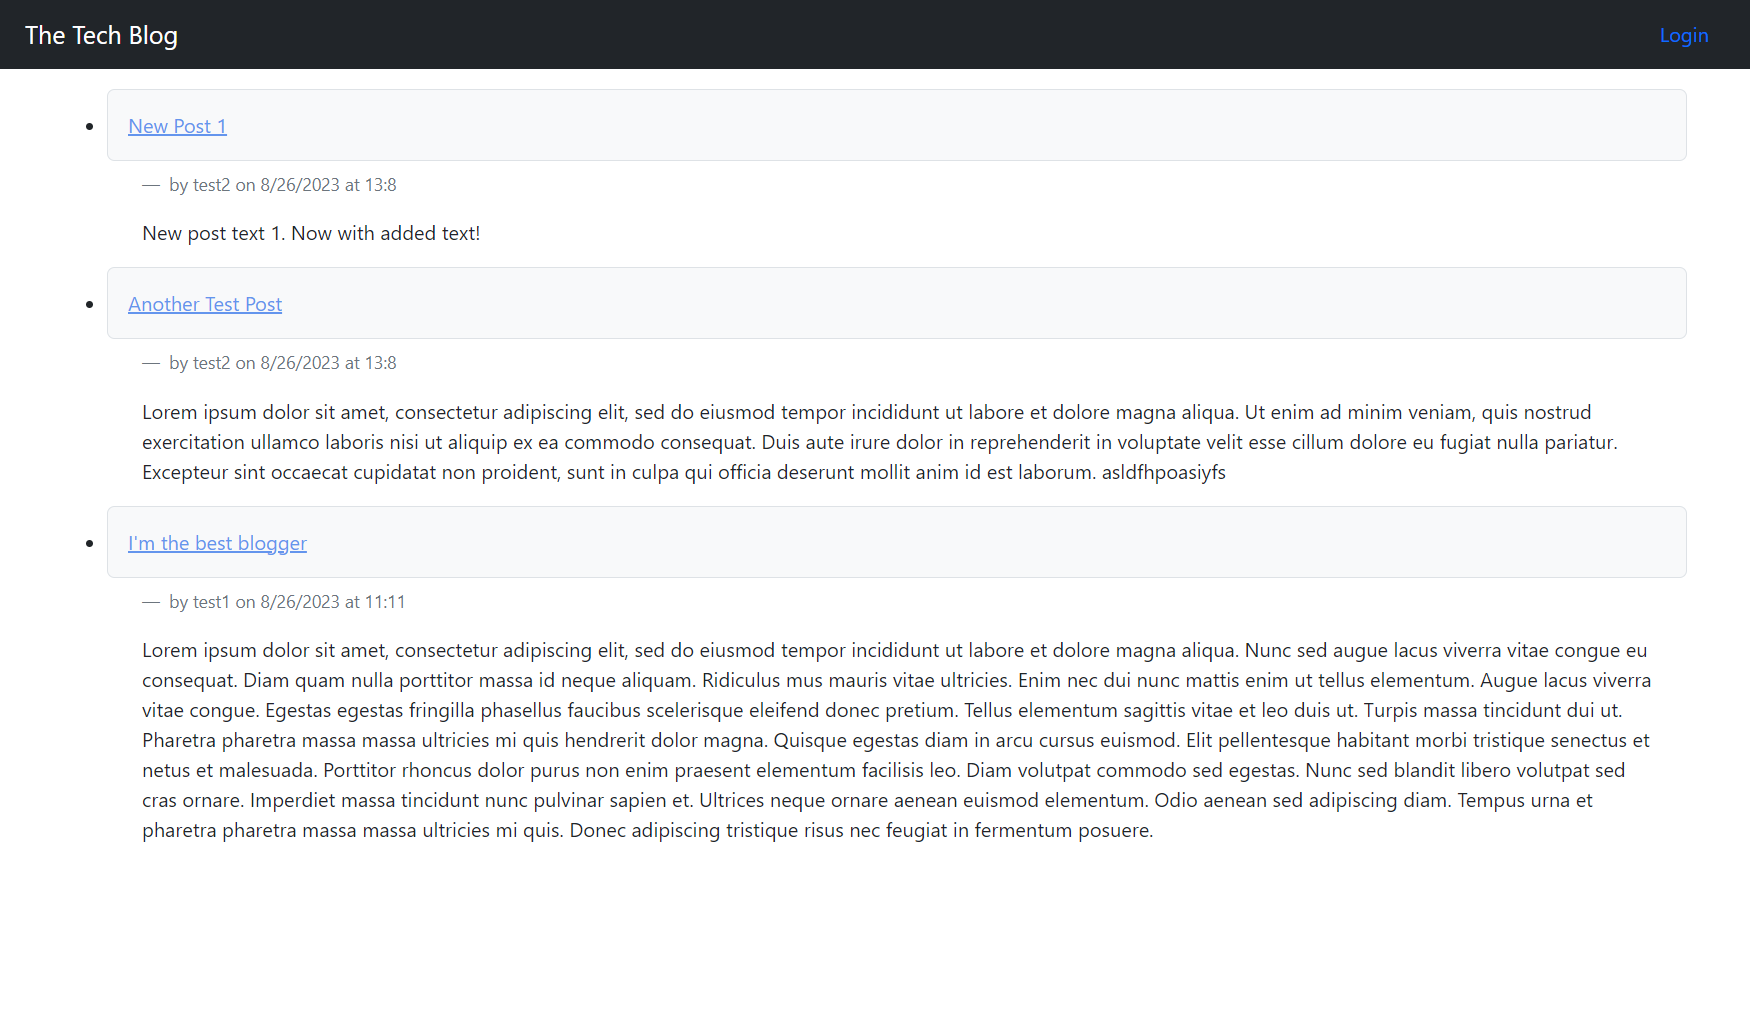 The Tech Blog
Login
New Post 1
— by test2 on 8/26/2023 at 13:8
New post text 1. Now with added text!
Another Test Post
— by test2 on 8/26/2023 at 13:8
Lorem ipsum dolor sit amet, consectetur adipiscing elit, sed do eiusmod tempor incididunt ut labore et dolore magna aliqua. Ut enim ad minim veniam, quis nostrud
exercitation ullamco laboris nisi ut aliquip ex ea commodo consequat. Duis aute irure dolor in reprehenderit in voluptate velit esse cillum dolore eu fugiat nulla pariatur.
Excepteur sint occaecat cupidatat non proident, sunt in culpa qui officia deserunt mollit anim id est laborum. asldfhpoasiyfs
I'm the best blogger
— by test1 on 8/26/2023 at 11:11
Lorem ipsum dolor sit amet, consectetur adipiscing elit, sed do eiusmod tempor incididunt ut labore et dolore magna aliqua. Nunc sed augue lacus viverra vitae congue eu
consequat. Diam quam nulla porttitor massa id neque aliquam. Ridiculus mus mauris vitae ultricies. Enim nec dui nunc mattis enim ut tellus elementum. Augue lacus viverra
vitae congue. Egestas egestas fringilla phasellus faucibus scelerisque eleifend donec pretium. Tellus elementum sagittis vitae et leo duis ut. Turpis massa tincidunt dui ut.
Pharetra pharetra massa massa ultricies mi quis hendrerit dolor magna. Quisque egestas diam in arcu cursus euismod. Elit pellentesque habitant morbi tristique senectus et
netus et malesuada. Porttitor rhoncus dolor purus non enim praesent elementum facilisis leo. Diam volutpat commodo sed egestas. Nunc sed blandit libero volutpat sed
cras ornare. Imperdiet massa tincidunt nunc pulvinar sapien et. Ultrices neque ornare aenean euismod elementum. Odio aenean sed adipiscing diam. Tempus urna et
pharetra pharetra massa massa ultricies mi quis. Donec adipiscing tristique risus nec feugiat in fermentum posuere.